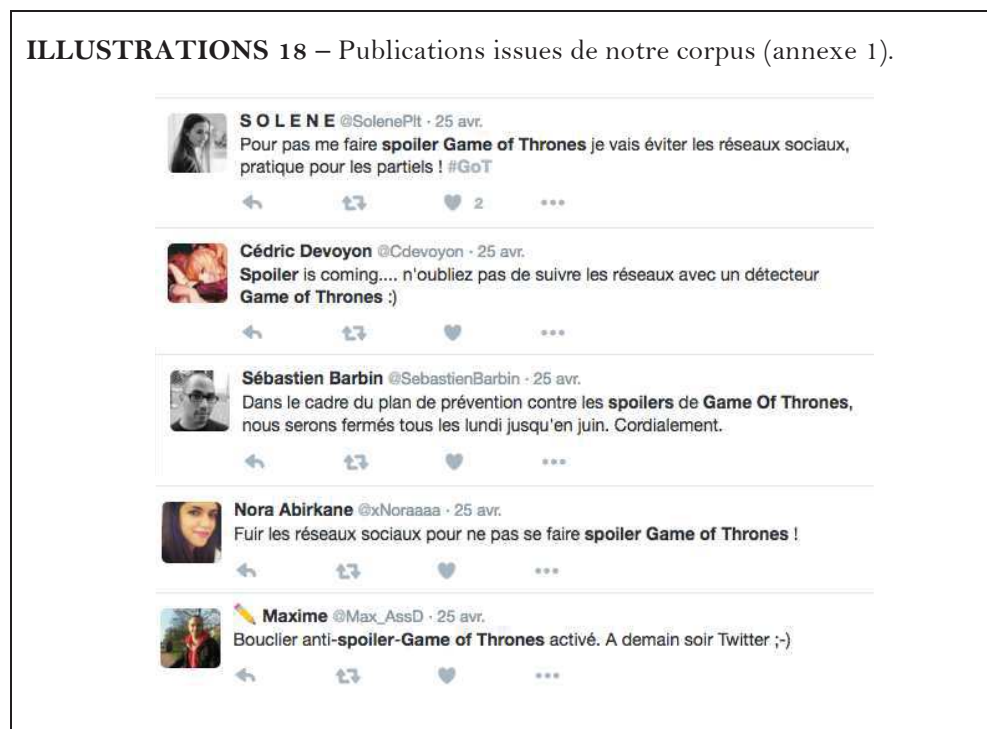 ILLUSTRATIONS 18 – Publications issues de notre corpus (annexe 1).
S O L E N E @SolenePlt · 25 avr.
Pour pas me faire spoiler Game of Thrones je vais éviter les réseaux sociaux,
pratique pour les partiels ! #GoT
2
Cédric Devoyon @Cdevoyon · 25 avr.
Spoiler is coming.... n'oubliez pas de suivre les réseaux avec un détecteur
Game of Thrones :)
Sébastien Barbin @SebastienBarbin · 25 avr.
Dans le cadre du plan de prévention contre les spoilers de Game Of Thrones,
nous serons fermés tous les lundi jusqu'en juin. Cordialement.
Nora Abirkane @xNoraaaa · 25 avr.
Fuir les réseaux sociaux pour ne pas se faire spoiler Game of Thrones !
✏️ Maxime @Max_AssD · 25 avr.
Bouclier anti-spoiler-Game of Thrones activé. A demain soir Twitter ;-)